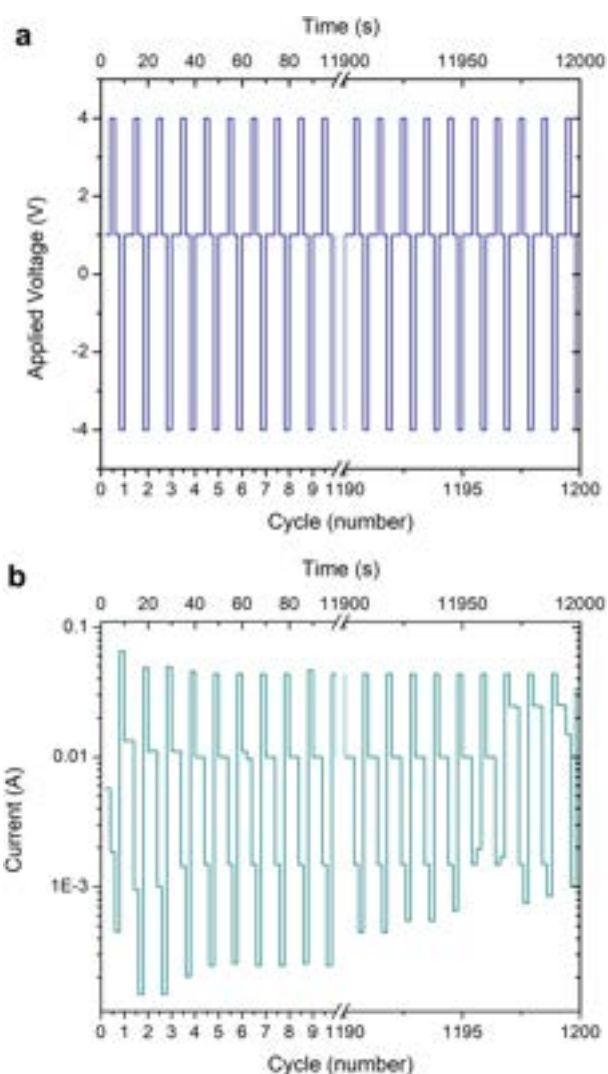 a
Time (s)
0 20 40 60 80 11900 11950 12000
4
2
0
-2
-4
Applied Voltage (V)
0 1 2 3 4 5 6 7 8 9 1190 1195 1200
Cycle (number)
b
Time (s)
0 20 40 60 80 11900 11950 12000
0.1
0.01
1E-3
Current (A)
0 1 2 3 4 5 6 7 8 9 1190 1195 1200
Cycle (number)